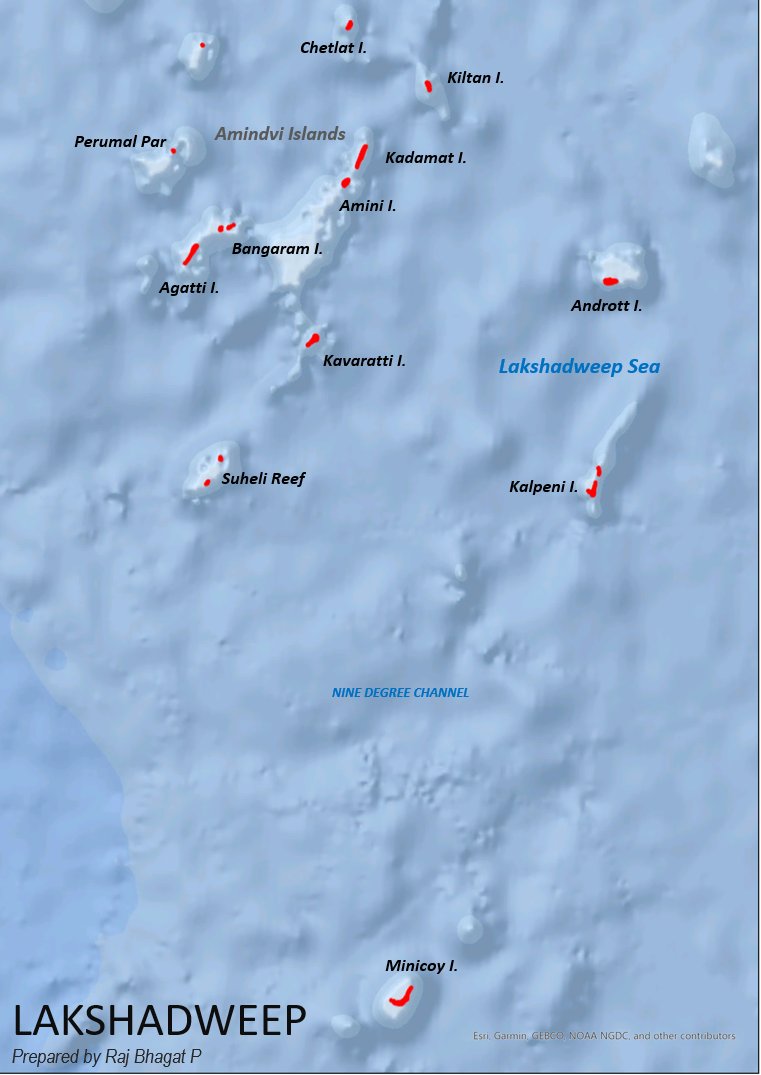 Chetlat I.
Kiltan I.
Amindvi Islands
Perumal Par
Kadamat I.
Amini I.
Bangaram I.
Agatti I.
Andrott I.
Kavaratti I.
Lakshadweep Sea
Suheli Reef
Kalpeni I.
NINE DEGREE CHANNEL
Minicoy I.
LAKSHADWEEP
Esri, Garmin, GEBCO, NOAA NGDC, and other contributors
Prepared by Raj Bhagat P